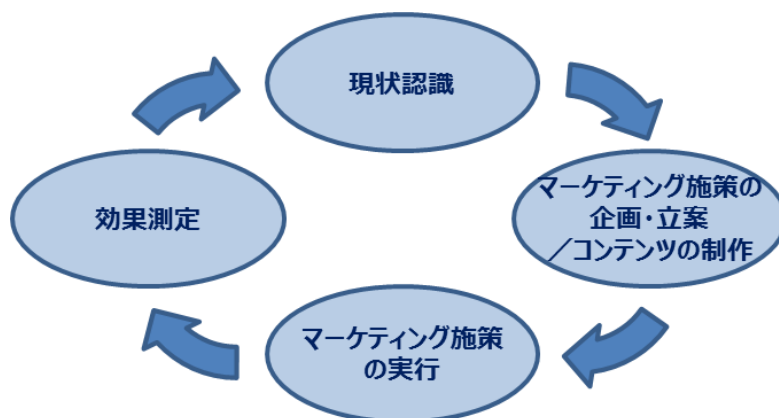 現状認識
マーケティング施策の
企画・立案
／コンテンツの制作
マーケティング施策
の実行
効果測定